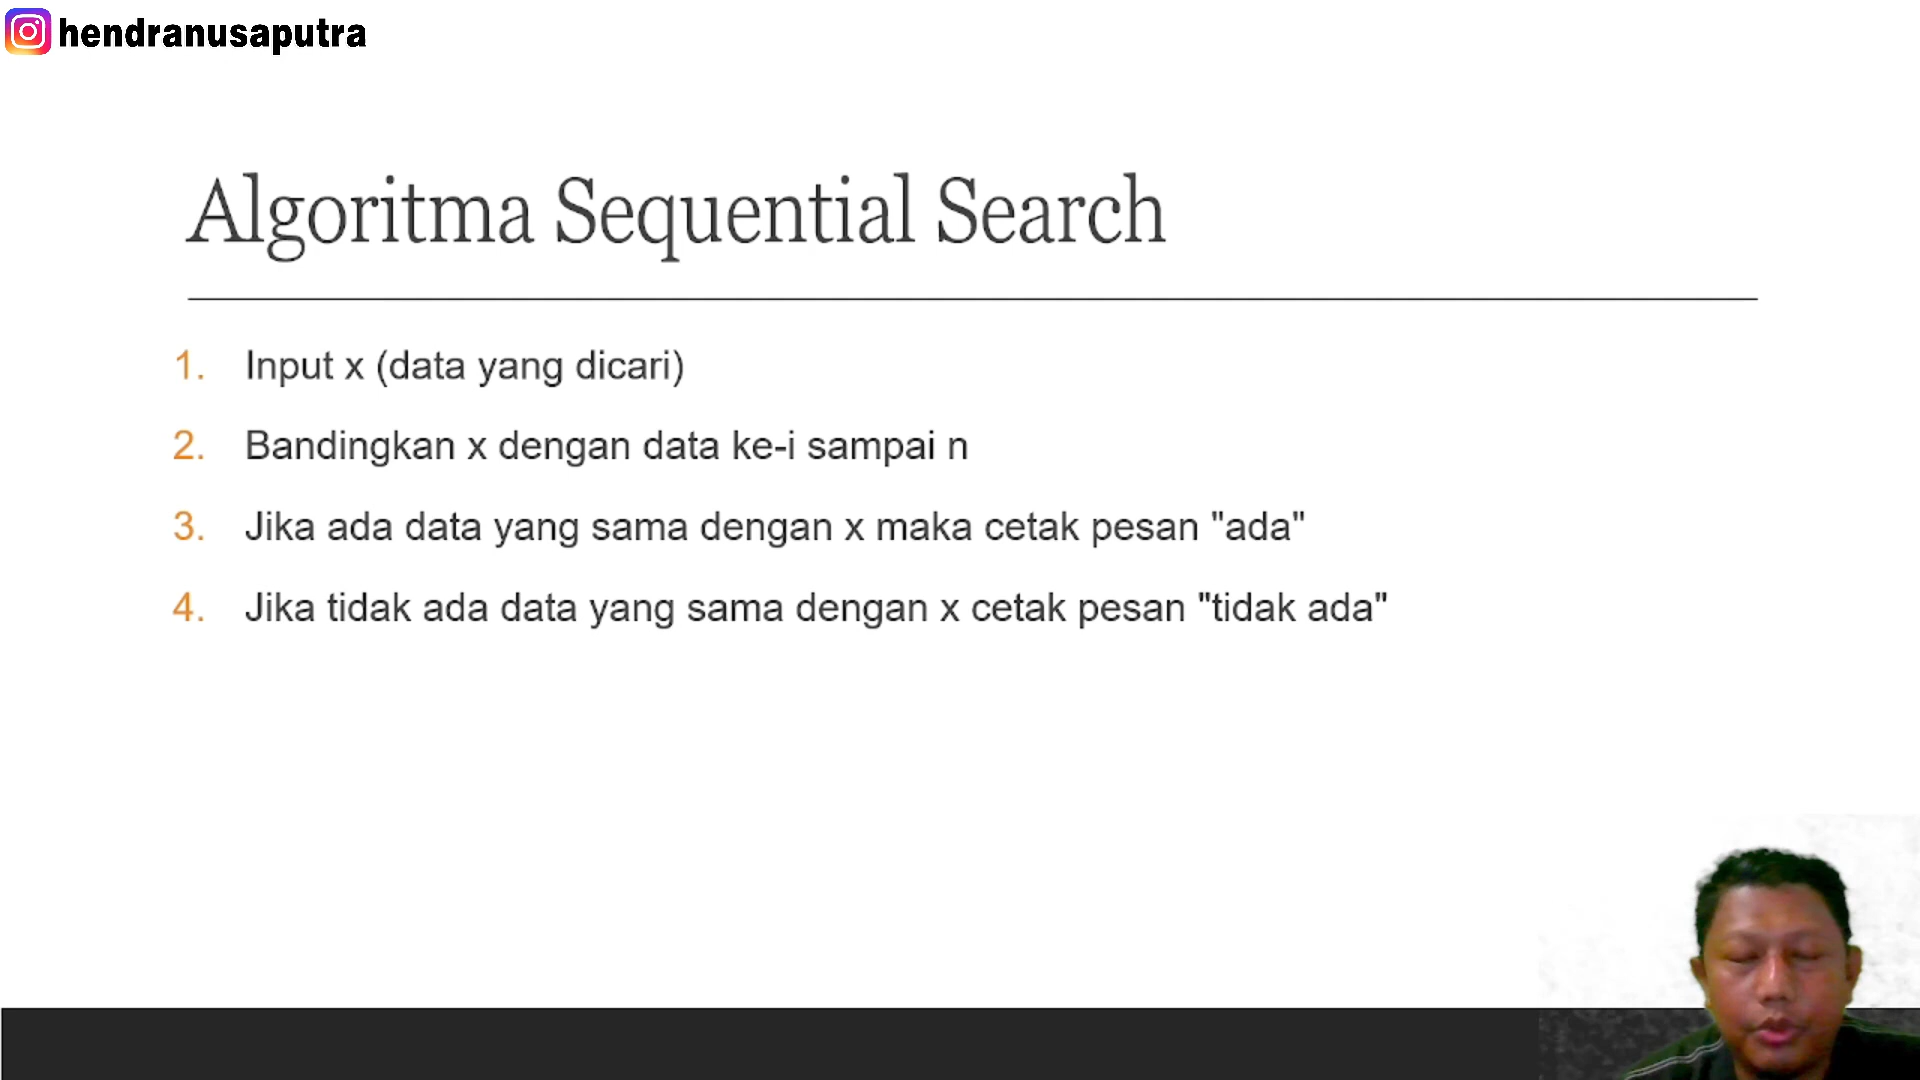 hendranusaputra
Algoritma Sequential Search
1. Input x (data yang dicari)
2. Bandingkan x dengan data ke-i sampai n
3. Jika ada data yang sama dengan x maka cetak pesan "ada"
4. Jika tidak ada data yang sama dengan x cetak pesan "tidak ada"